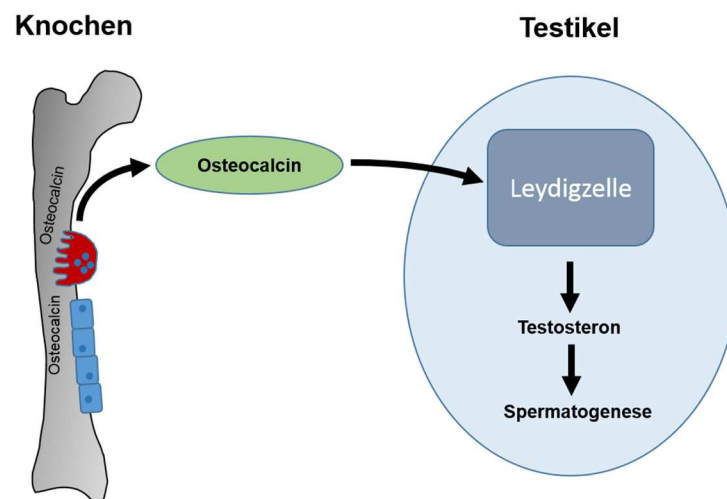 Knochen
Testikel
Osteocalcin
Osteocalcin
Osteocalcin
Leydigzelle
Testosteron
Spermatogenese